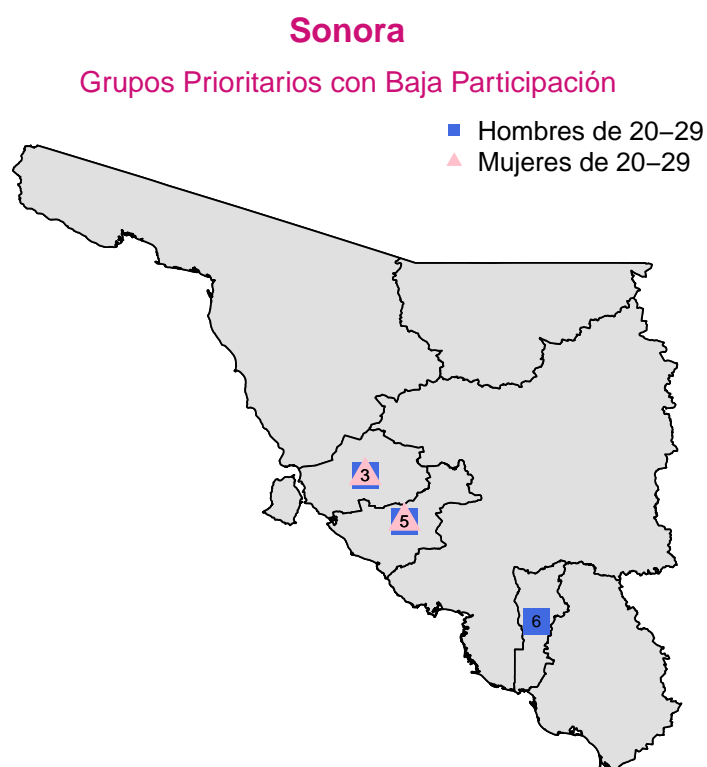 Sonora
Grupos Prioritarios con Baja Participación
Hombres de 20−29
Mujeres de 20−29
3
5
6